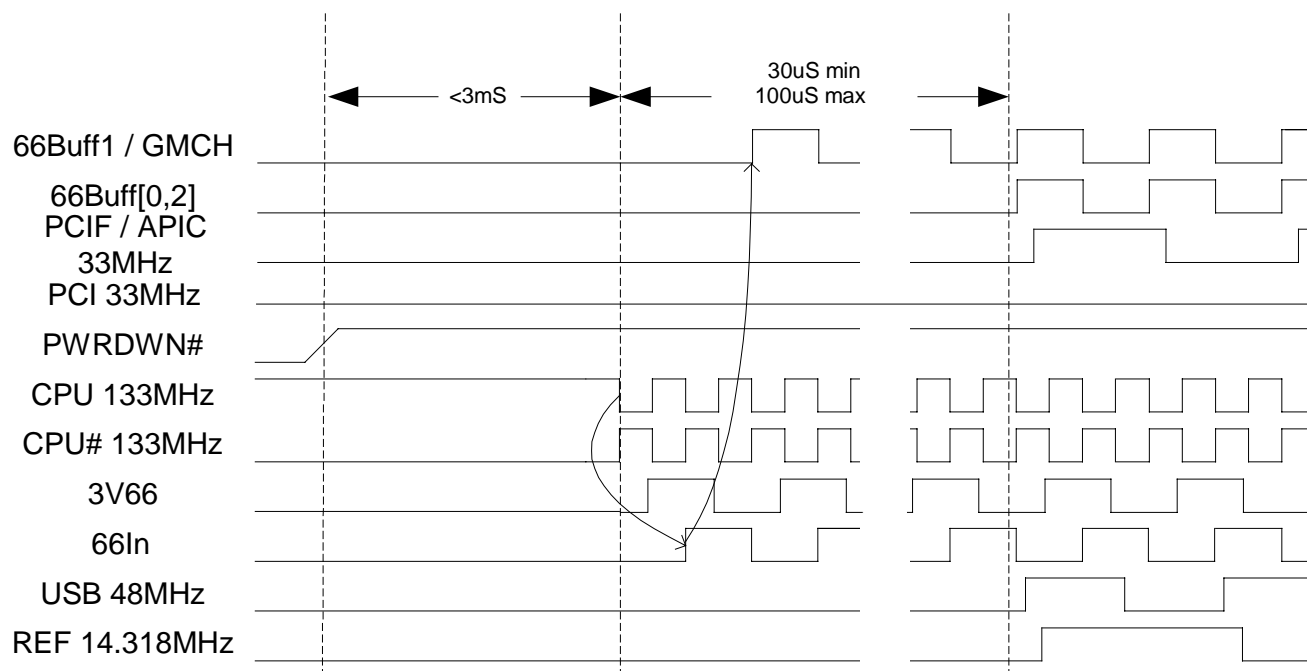 <3mS
30uS min
100uS max
66Buff1 / GMCH
66Buff[0,2]
PCIF / APIC
33MHz
PCI 33MHz
PWRDWN#
CPU 133MHz
CPU# 133MHz
3V66
66In
USB 48MHz
REF 14.318MHz